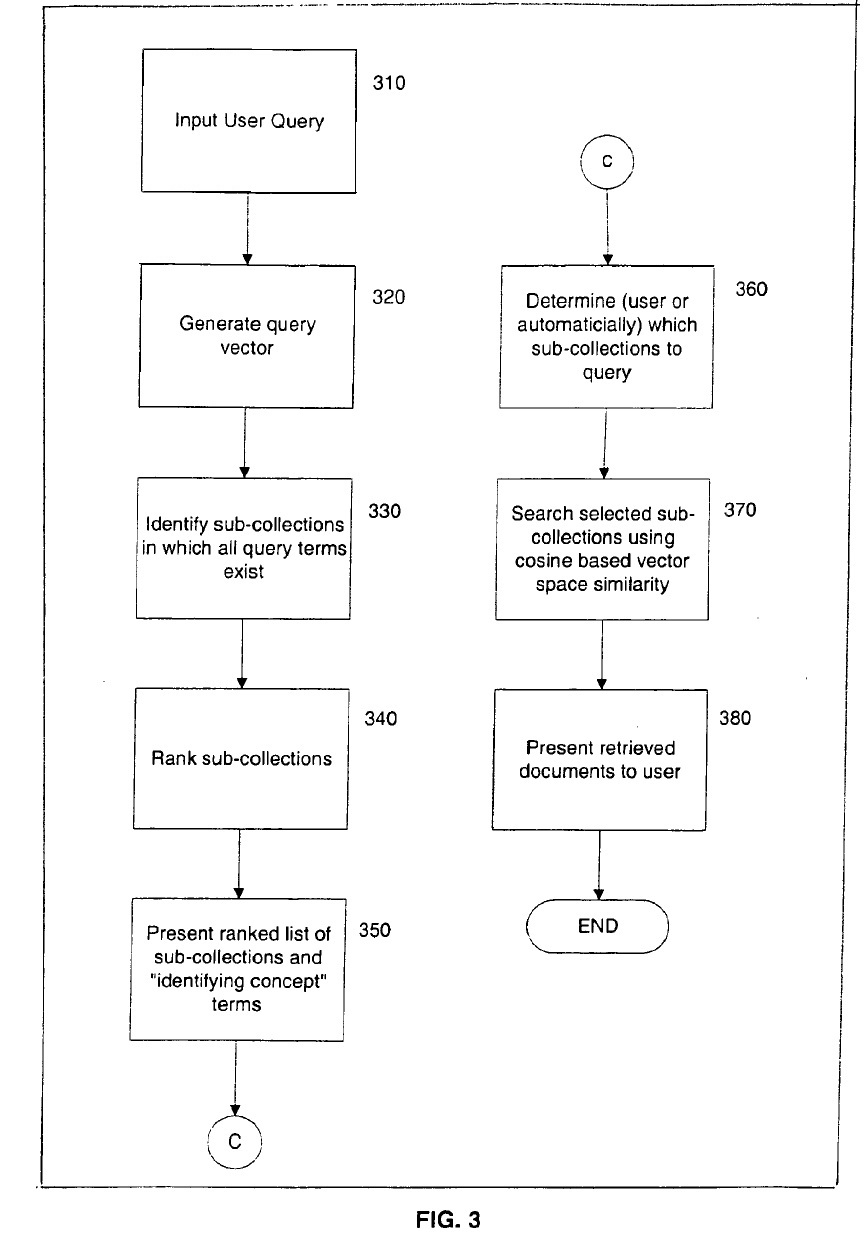 310
Input User Query
320
Generate query
vector
330
Identify sub-collections
in which all query terms
exist
340
Rank sub-collections
350
Present ranked list of
sub-collections and
"identifying concept"
terms
C
C
360
Determine (user or
automaticially) which
sub-collections to
query
370
Search selected sub-
collections using
cosine based vector
space similarity
380
Present retrieved
documents to user
END
FIG. 3